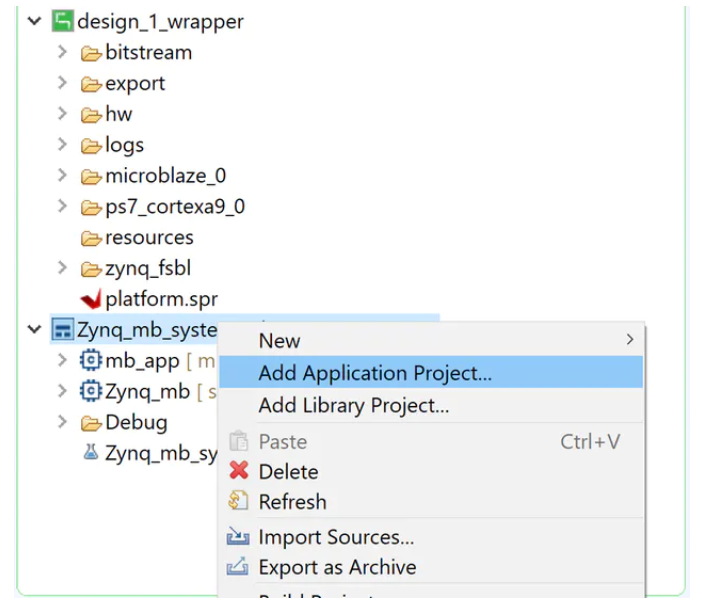 design_1_wrapper
bitstream
export
hw
logs
microblaze_0
ps7_cortexa9_0
resources
zynq_fsbl
platform.spr
Zynq_mb_syste
mb_app [ m
Zynq_mb [ s
Debug
Zynq_mb_sy
New
Add Application Project...
Add Library Project...
Paste Ctrl+V
Delete
Refresh
Import Sources...
Export as Archive